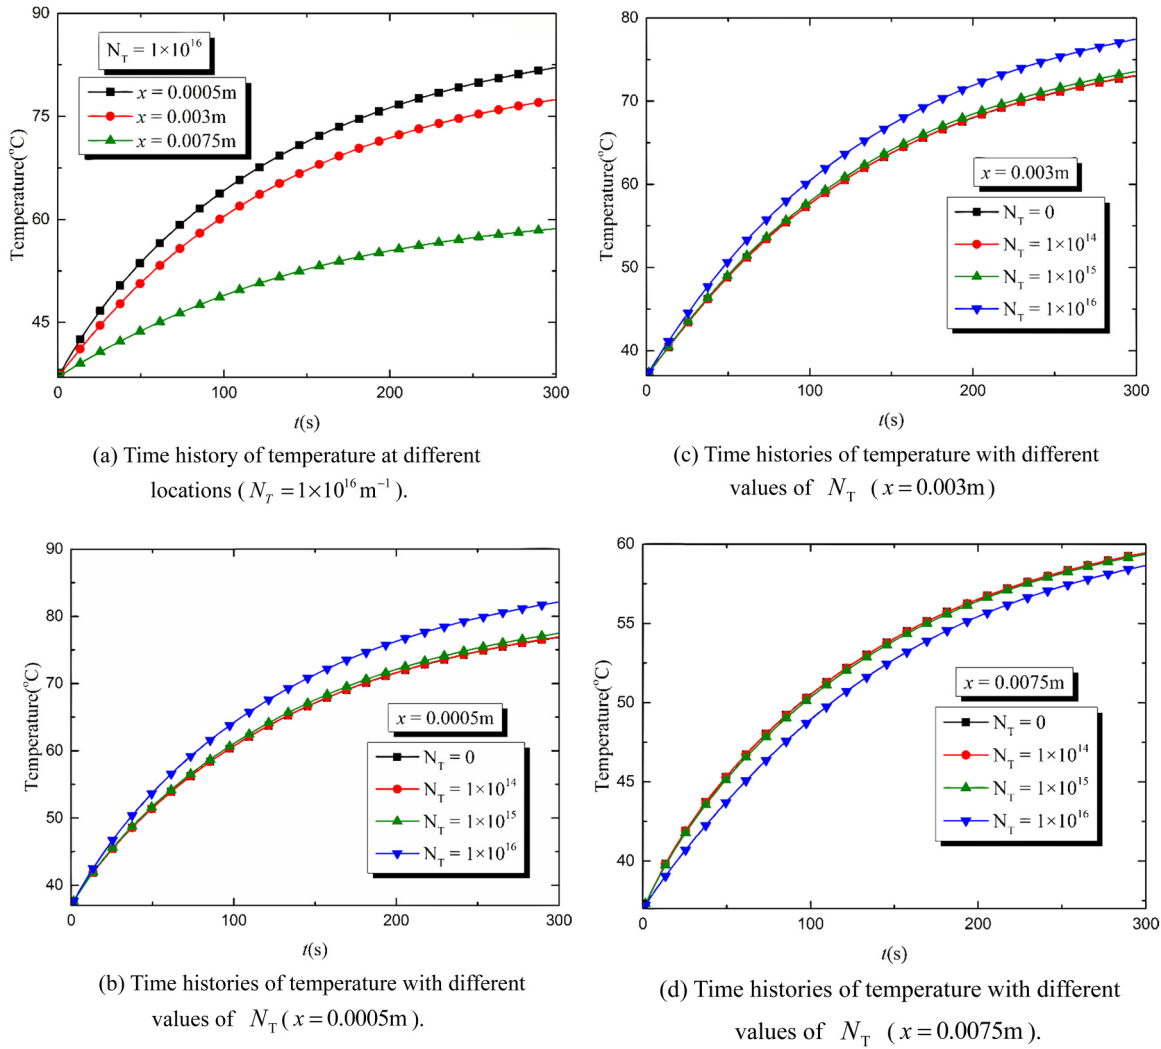 90
75
60
45
Temperature(°C)
N_T = 1×10^16
x = 0.0005m
x = 0.003m
x = 0.0075m
0 100 200 300
t(s)
(a) Time history of temperature at different
locations ( N_T = 1×10^16 m^−1 ).
80
70
60
50
40
Temperature(°C)
x = 0.003m
N_T = 0
N_T = 1×10^14
N_T = 1×10^15
N_T = 1×10^16
0 100 200 300
t(s)
(c) Time histories of temperature with different
values of N_T ( x = 0.003m)
90
80
70
60
50
40
Temperature(°C)
x = 0.0005m
N_T = 0
N_T = 1×10^14
N_T = 1×10^15
N_T = 1×10^16
0 100 200 300
t(s)
(b) Time histories of temperature with different
values of N_T ( x = 0.0005m).
60
55
50
45
40
Temperature(°C)
x = 0.0075m
N_T = 0
N_T = 1×10^14
N_T = 1×10^15
N_T = 1×10^16
0 100 200 300
t(s)
(d) Time histories of temperature with different
values of N_T ( x = 0.0075m).